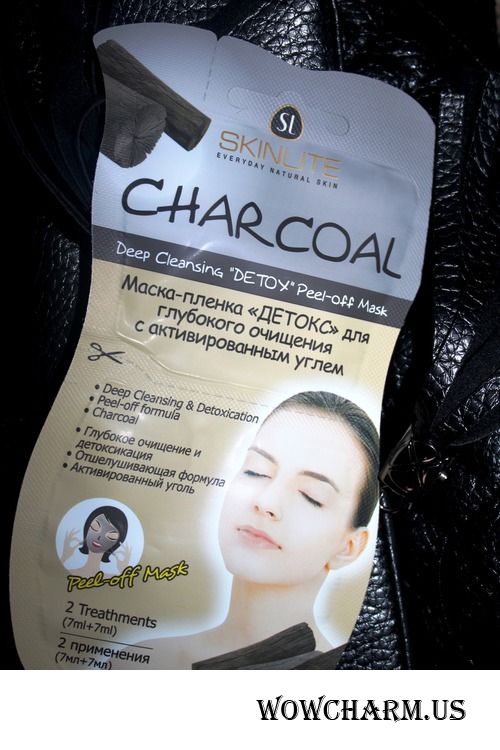 SL
SKINLITE
EVERYDAY NATURAL SKIN
CHARCOAL
Deep Cleansing "DETOX" Peel-off Mask
Маска-пленка «ДЕТОКС» для
глубокого очищения
с активированным углем
• Deep Cleansing & Detoxication
• Peel-off formula
• Charcoal
• Глубокое очищение и
детоксикация
• Отшелушивающая формула
• Активированный уголь
Peel-off Mask
2 Treathments
(7ml+7ml)
2 применения
(7мл+7мл)
WOWCHARM.US